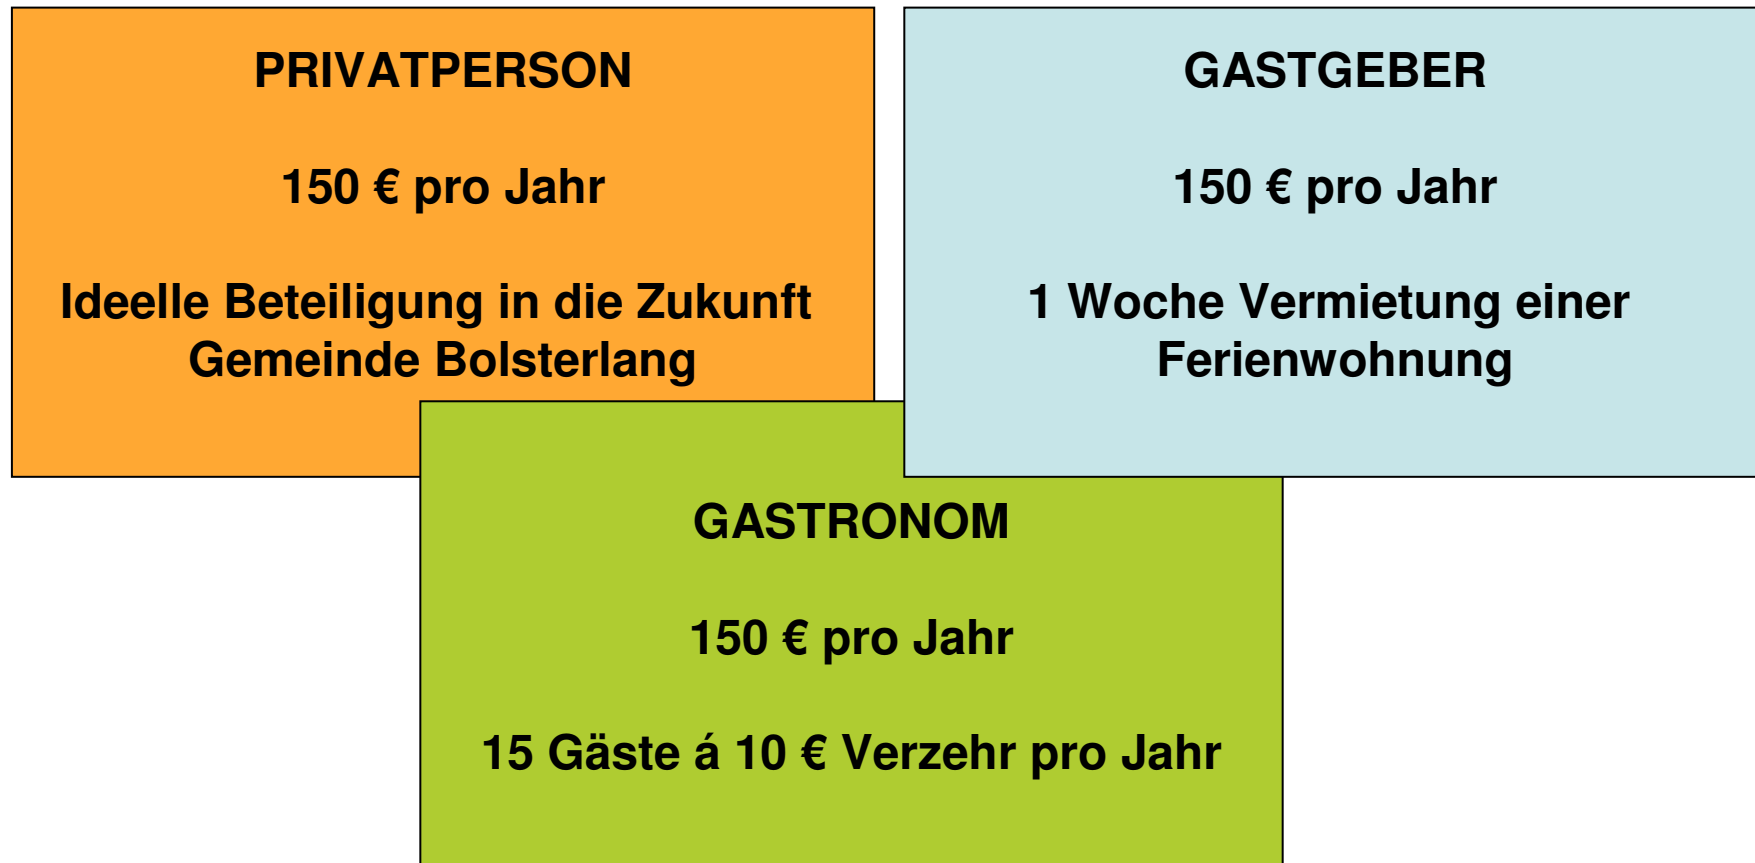 PRIVATPERSON
150 € pro Jahr
Ideelle Beteiligung in die Zukunft
Gemeinde Bolsterlang
GASTGEBER
150 € pro Jahr
1 Woche Vermietung einer
Ferienwohnung
GASTRONOM
150 € pro Jahr
15 Gäste á 10 € Verzehr pro Jahr